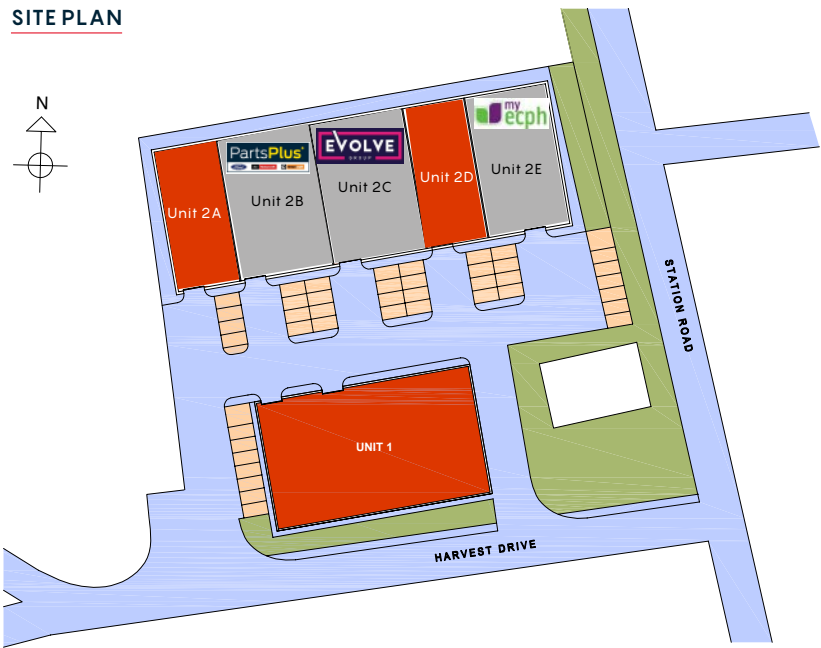 SITE PLAN
N
my
ecph
PartsPlus+
EVOLVE
GROUP
Unit 2A
Unit 2B
Unit 2C
Unit 2D
Unit 2E
STATION ROAD
UNIT 1
HARVEST DRIVE